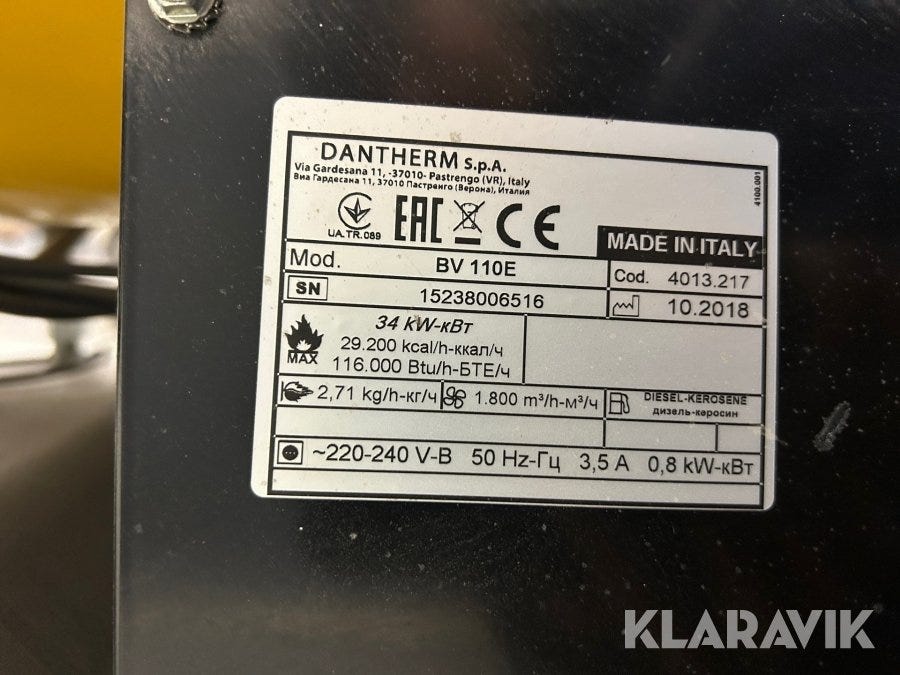 DANTHERM S.p.A.
Via Gardesana 11, -37010- Pastrengo (VR), Italy
Виа Гардесана 11, 37010 Пастренго (Верона), Италия
4100.001
UA.TR.089
EAC
CE
MADE IN ITALY
Mod. BV 110E
Cod. 4013.217
SN 15238006516
10.2018
MAX
34 kW-кВт
29.200 kcal/h-ккал/ч
116.000 Btu/h-БТЕ/ч
2,71 kg/h-кг/ч
1.800 m³/h-м³/ч
DIESEL-KEROSENE
дизель-керосин
~220-240 V-В 50 Hz-Гц 3,5 A 0,8 kW-кВт
KLARAVIK